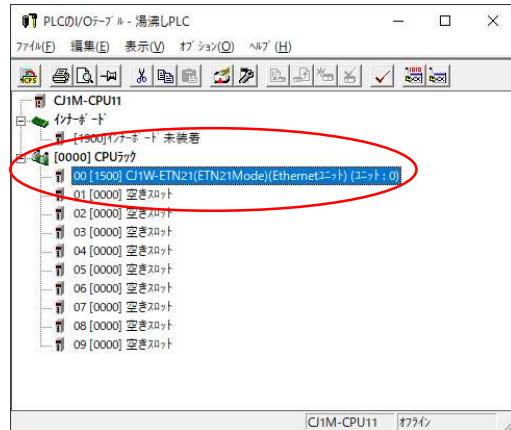 PLCのI/Oﾃｰﾌﾞﾙ - 湯沸しPLC
ﾌｧｲﾙ(F) 編集(E) 表示(V) ｵﾌﾟｼｮﾝ(O) ﾍﾙﾌﾟ(H)
CJ1M-CPU11
ｲﾝﾅｰﾎﾞｰﾄﾞ
[1900]ｲﾝﾅｰﾎﾞｰﾄﾞ 未装着
[0000] CPUﾗｯｸ
00 [1500] CJ1W-ETN21(ETN21Mode)(Ethernetﾕﾆｯﾄ) (ﾕﾆｯﾄ : 0)
01 [0000] 空きｽﾛｯﾄ
02 [0000] 空きｽﾛｯﾄ
03 [0000] 空きｽﾛｯﾄ
04 [0000] 空きｽﾛｯﾄ
05 [0000] 空きｽﾛｯﾄ
06 [0000] 空きｽﾛｯﾄ
07 [0000] 空きｽﾛｯﾄ
08 [0000] 空きｽﾛｯﾄ
09 [0000] 空きｽﾛｯﾄ
CJ1M-CPU11 ｵﾌﾗｲﾝ